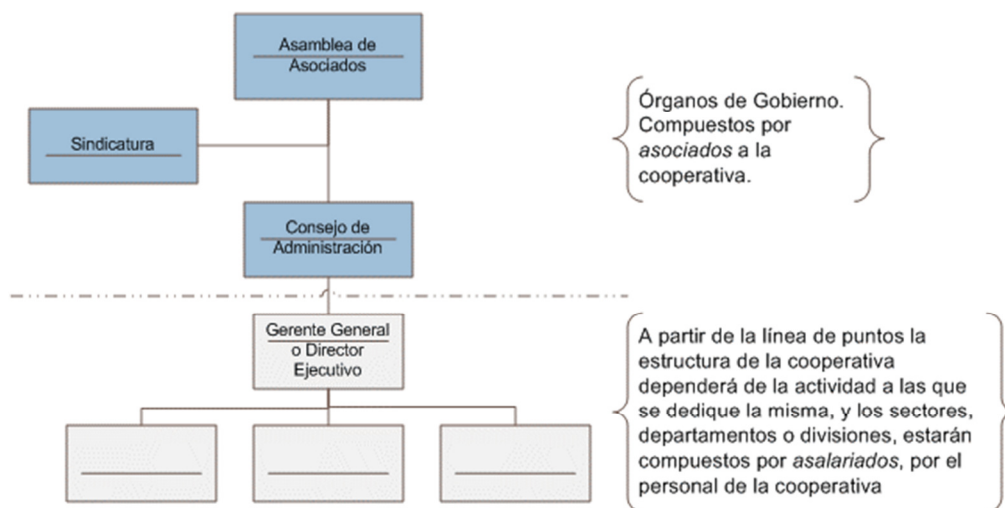 Asamblea de
Asociados
Sindicatura
Consejo de
Administración
Órganos de Gobierno.
Compuestos por
asociados a la
cooperativa.
Gerente General
o Director
Ejecutivo
A partir de la línea de puntos la
estructura de la cooperativa
dependerá de la actividad a las que
se dedique la misma, y los sectores,
departamentos o divisiones, estarán
compuestos por asalariados, por el
personal de la cooperativa